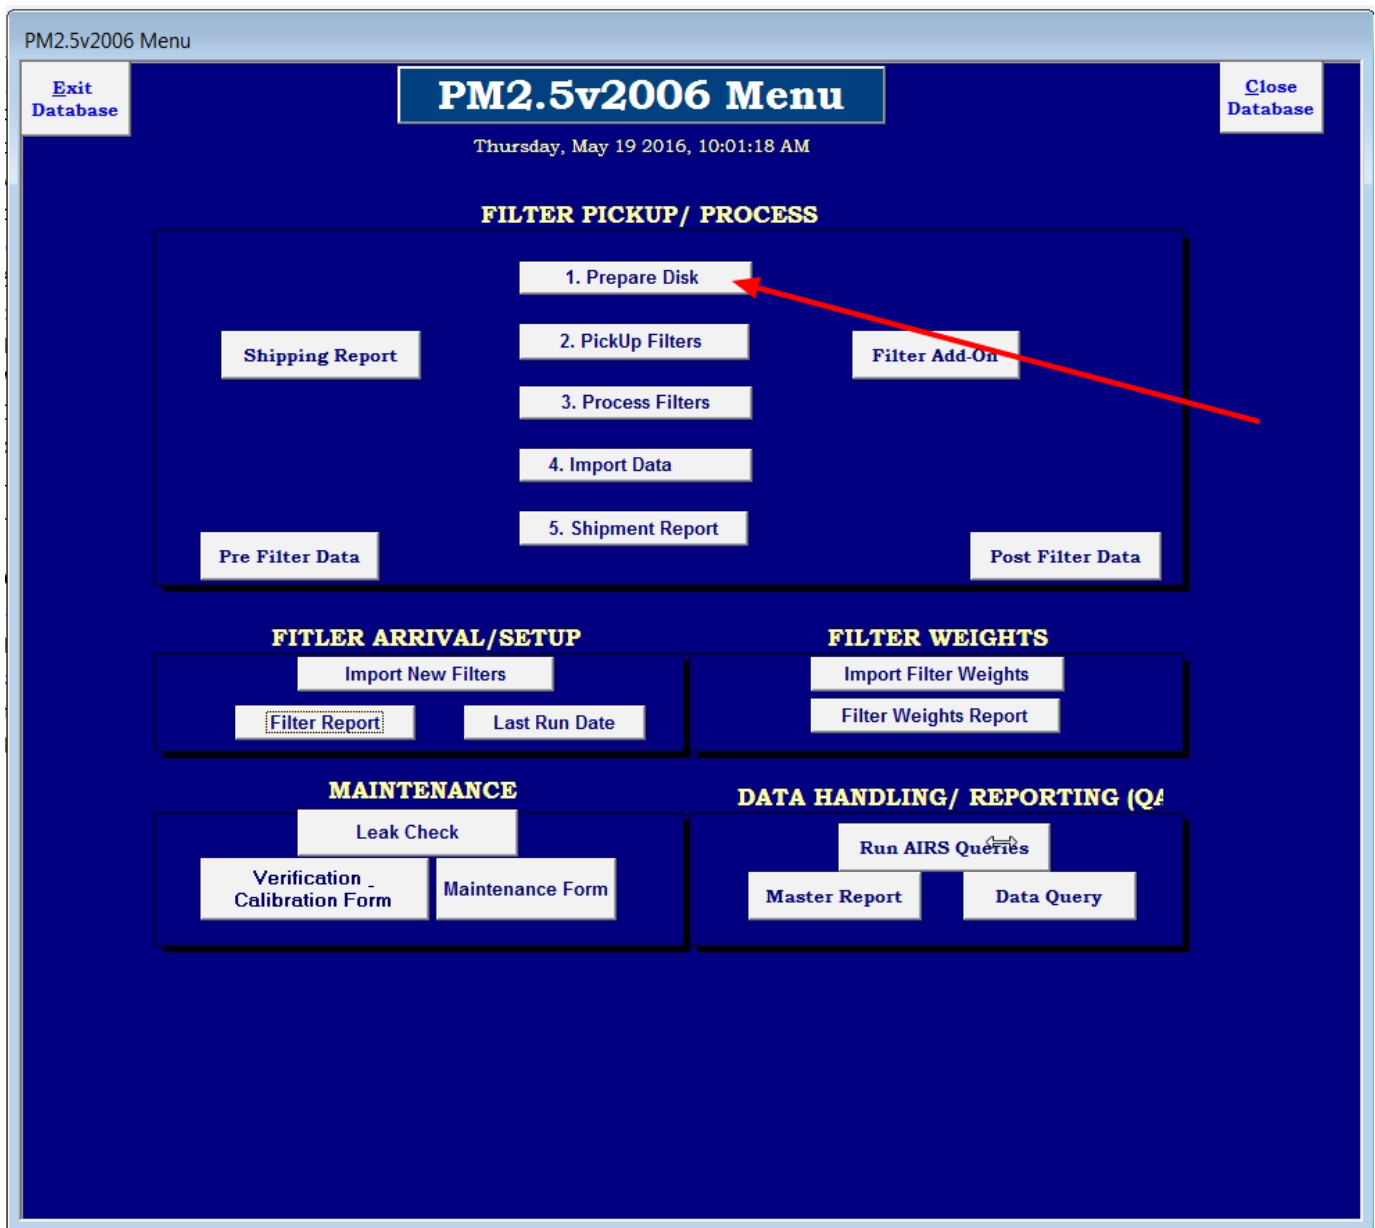 PM2.5v2006 Menu
Exit
Database
PM2.5v2006 Menu
Close
Database
Thursday, May 19 2016, 10:01:18 AM
FILTER PICKUP/ PROCESS
1. Prepare Disk
2. PickUp Filters
Shipping Report
Filter Add-On
3. Process Filters
4. Import Data
5. Shipment Report
Pre Filter Data
Post Filter Data
FITLER ARRIVAL/SETUP
Import New Filters
Filter Report
Last Run Date
FILTER WEIGHTS
Import Filter Weights
Filter Weights Report
MAINTENANCE
Leak Check
Verification -
Calibration Form
Maintenance Form
DATA HANDLING/ REPORTING (QA
Run AIRS Queries
Master Report
Data Query